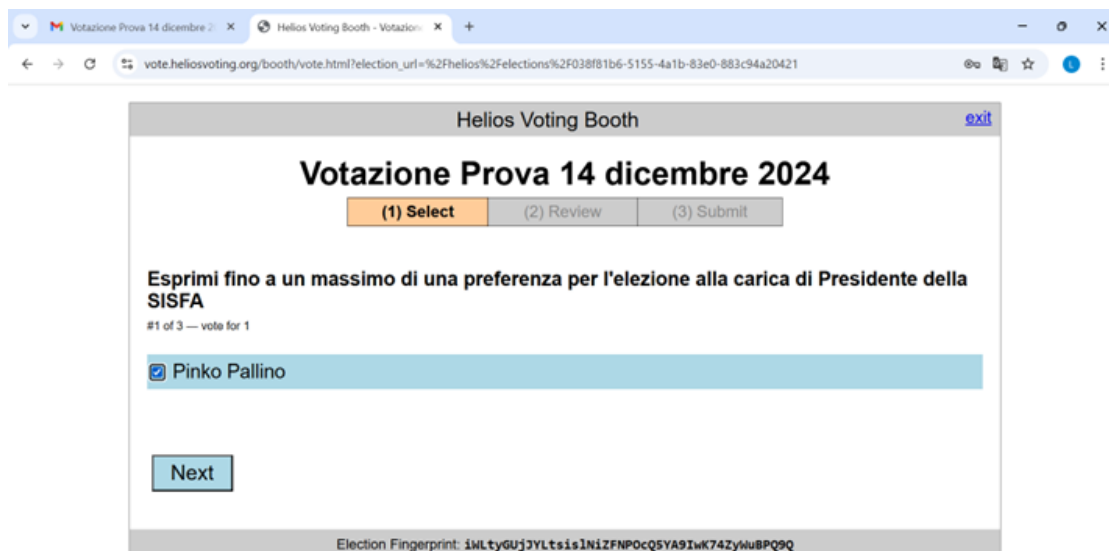 Votazione Prova 14 dicembre 2
Helios Voting Booth - Votazion
vote.heliosvoting.org/booth/vote.html?election_url=%2Fhelios%2Felections%2F038f81b6-5155-4a1b-83e0-883c94a20421
L
Helios Voting Booth
exit
Votazione Prova 14 dicembre 2024
(1) Select
(2) Review
(3) Submit
Esprimi fino a un massimo di una preferenza per l'elezione alla carica di Presidente della
SISFA
#1 of 3 — vote for 1
Pinko Pallino
Next
Election Fingerprint: iWLtyGUjJYLtsislNiZFNPOcQ5YA9IwK74ZyWuBPQ9Q